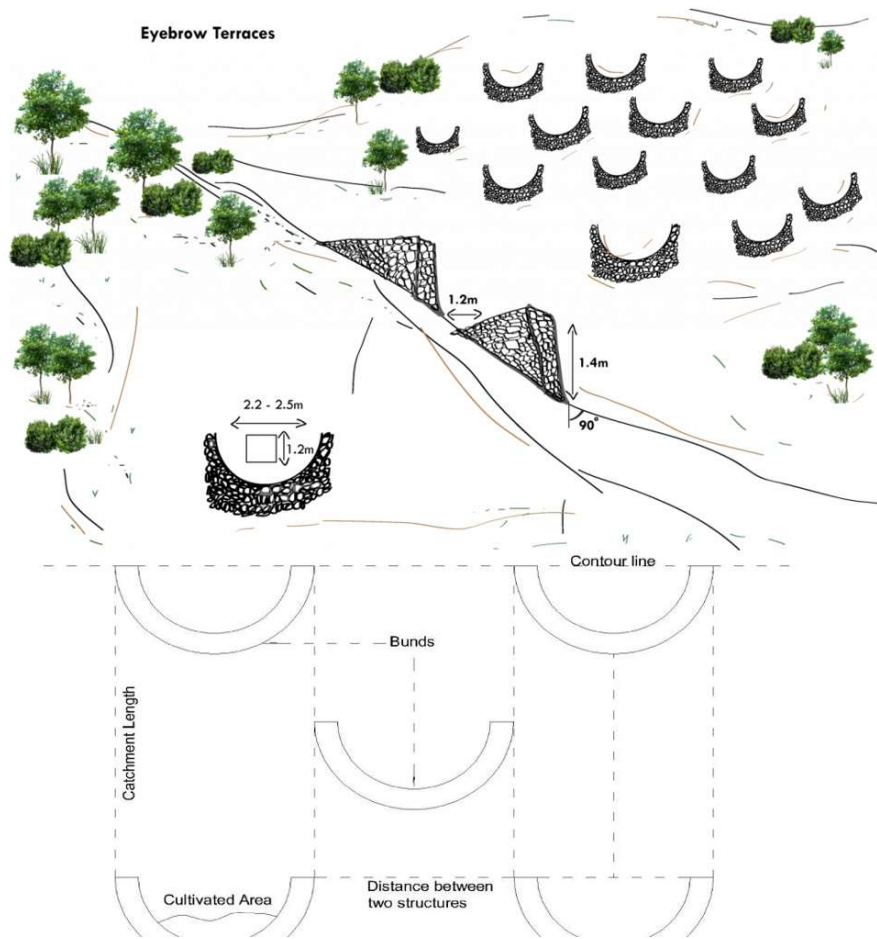 Eyebrow Terraces
1.2m
1.4m
90°
2.2 - 2.5m
1.2m
Contour line
Bunds
Catchment Length
Cultivated Area
Distance between
two structures